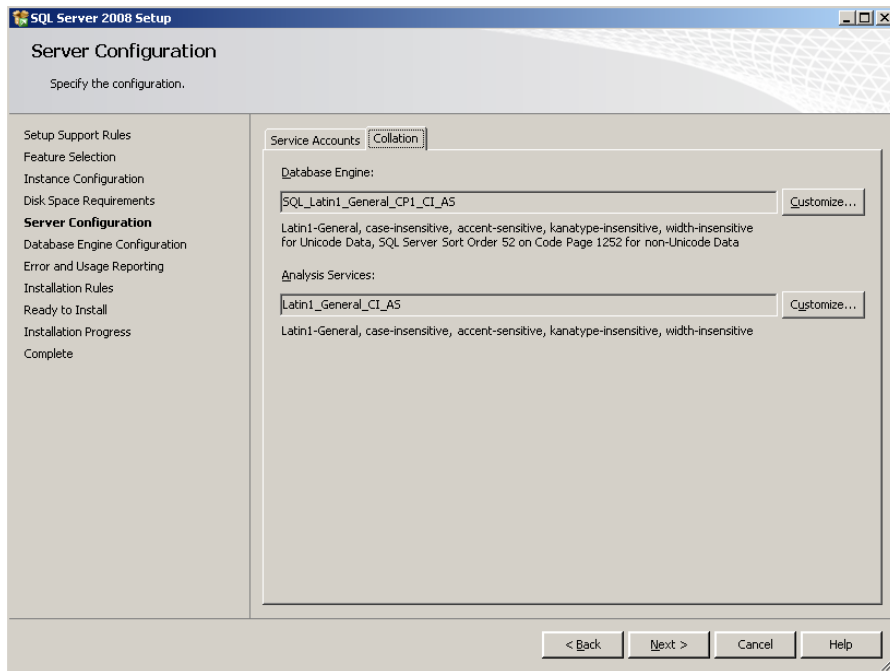 SQL Server 2008 Setup
Server Configuration
Specify the configuration.
Setup Support Rules
Feature Selection
Instance Configuration
Disk Space Requirements
Server Configuration
Database Engine Configuration
Error and Usage Reporting
Installation Rules
Ready to Install
Installation Progress
Complete
Service Accounts Collation
Database Engine:
SQL_Latin1_General_CP1_CI_AS Customize...
Latin1-General, case-insensitive, accent-sensitive, kanatype-insensitive, width-insensitive
for Unicode Data, SQL Server Sort Order 52 on Code Page 1252 for non-Unicode Data
Analysis Services:
Latin1_General_CI_AS Customize...
Latin1-General, case-insensitive, accent-sensitive, kanatype-insensitive, width-insensitive
< Back Next > Cancel Help